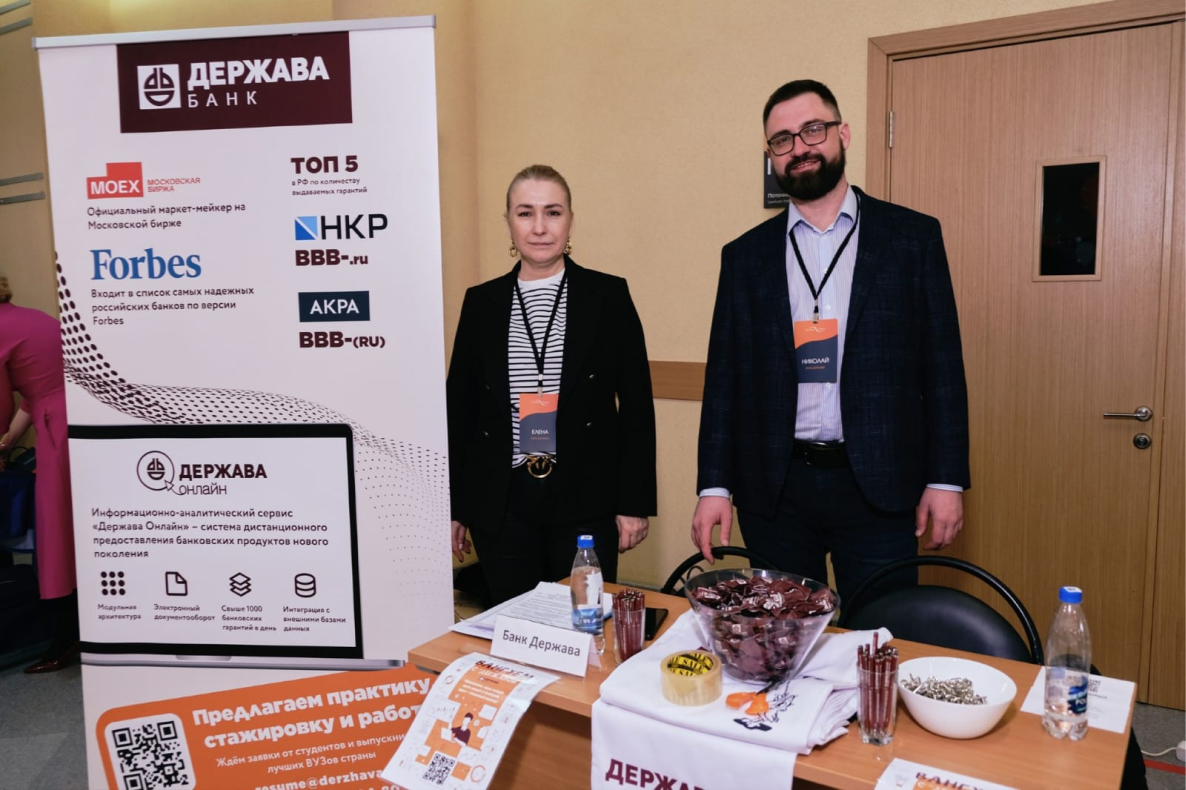 ДЕРЖАВА
БАНК
MOEX
МОСКОВСКАЯ
БИРЖА
Официальный маркет-мейкер на
Московской бирже
Forbes
Входит в список самых надежных
российских банков по версии
Forbes
ТОП 5
в РФ по количеству
выдаваемых гарантий
НКР
BBB-.ru
АКРА
BBB-(RU)
ДЕРЖАВА
ОНЛАЙН
Информационно-аналитический сервис
«Держава Онлайн» – система дистанционного
предоставления банковских продуктов нового
поколения
Модульная
архитектура
Электронный
документооборот
Свыше 1000
банковских
гарантий в день
Интеграция с
внешними базами
данных
Предлагаем практику
стажировку и
Ждём заявки от студентов и
лучших ВУЗов страны
ЕЛЕНА
НИКОЛАЙ
Банк Держава